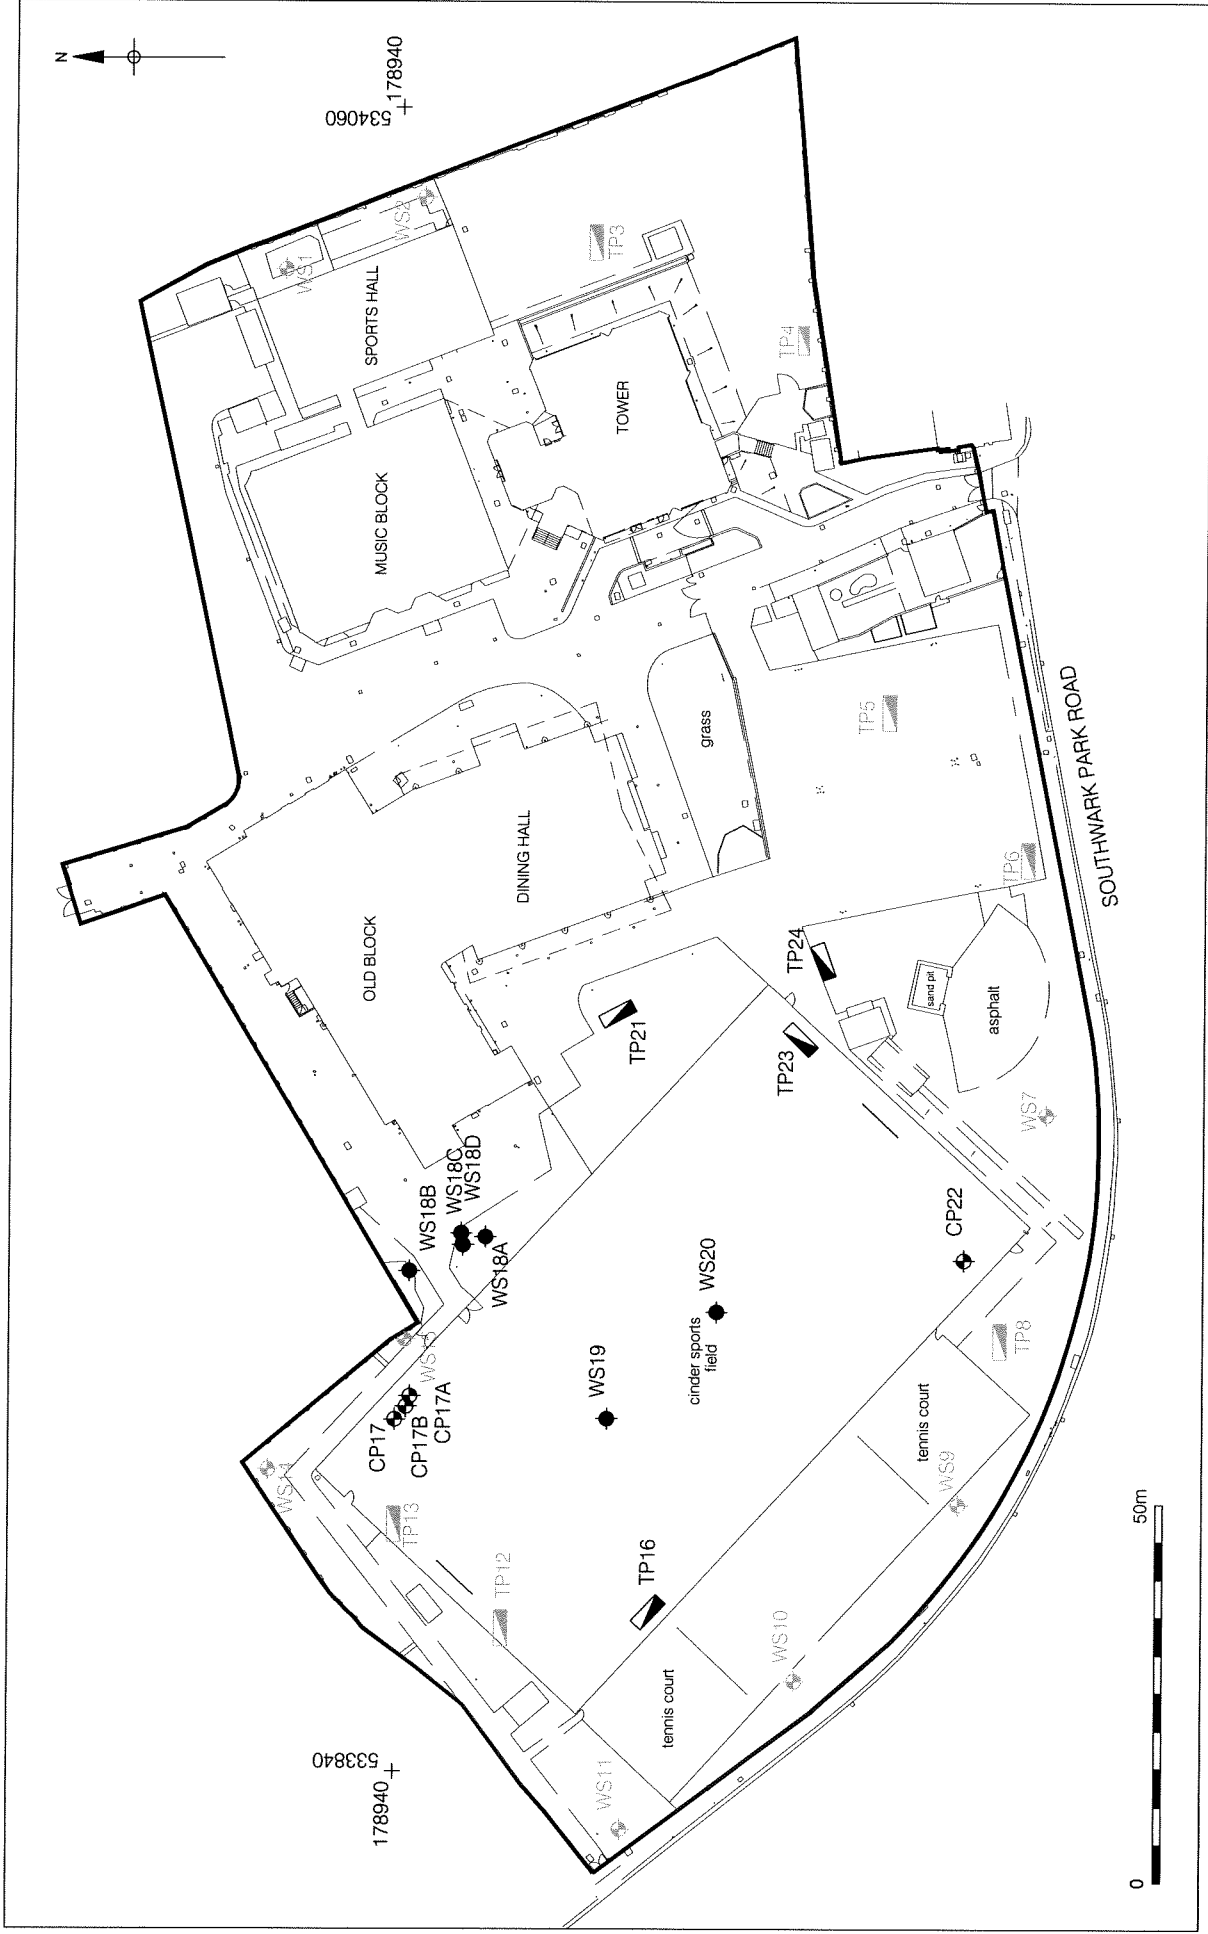 N
534060
178940
WS1
WS2
SPORTS HALL
TP3
TP4
TOWER
MUSIC BLOCK
grass
TP5
TP6
SOUTHWARK PARK ROAD
OLD BLOCK
DINING HALL
TP21
TP24
TP23
sand pit
asphalt
WS7
WS18B
WS18C
WS18D
WS18A
WS20
cinder sports
field
CP22
WS19
CP17
CP17B
CP17A
WS15
WS14
TP13
TP12
TP16
TP8
tennis court
WS9
WS10
tennis court
WS11
533840
178940
0
50m